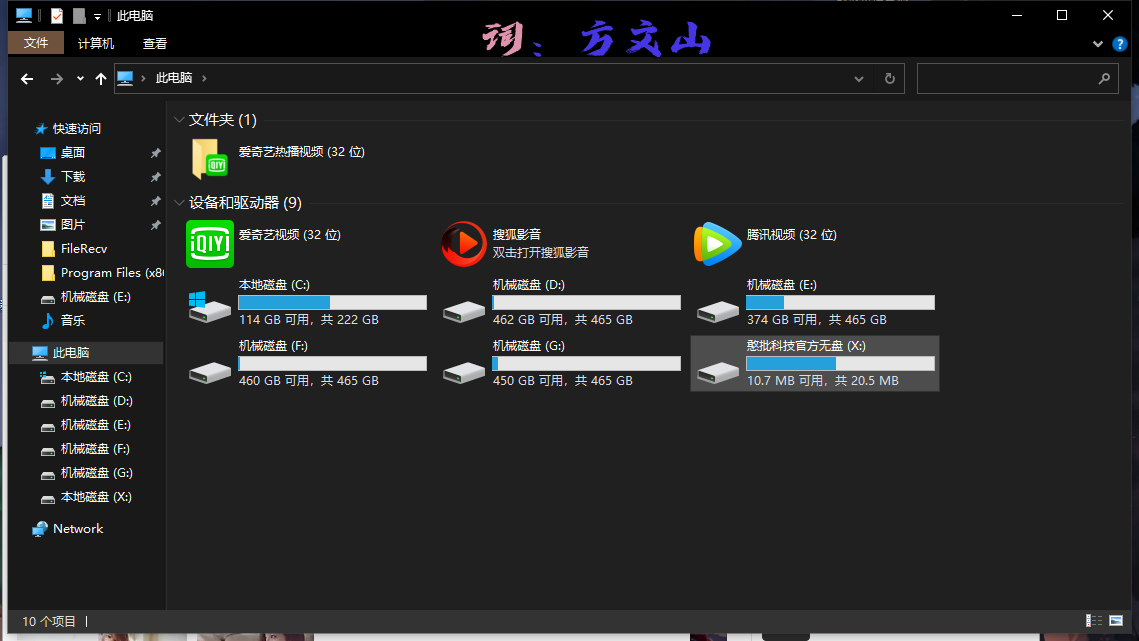 此电脑
文件 计算机 查看
词：方文山
此电脑
快速访问
桌面
下载
文档
图片
FileRecv
Program Files (x8
机械磁盘 (E:)
音乐
此电脑
本地磁盘 (C:)
机械磁盘 (D:)
机械磁盘 (E:)
机械磁盘 (F:)
机械磁盘 (G:)
本地磁盘 (X:)
Network
文件夹 (1)
QIY
爱奇艺热播视频 (32 位)
设备和驱动器 (9)
iQIYI
爱奇艺视频 (32 位)
搜狐影音
双击打开搜狐影音
腾讯视频 (32 位)
本地磁盘 (C:)
114 GB 可用，共 222 GB
机械磁盘 (D:)
462 GB 可用，共 465 GB
机械磁盘 (E:)
374 GB 可用，共 465 GB
机械磁盘 (F:)
460 GB 可用，共 465 GB
机械磁盘 (G:)
450 GB 可用，共 465 GB
憨批科技官方无盘 (X:)
10.7 MB 可用，共 20.5 MB
10 个项目